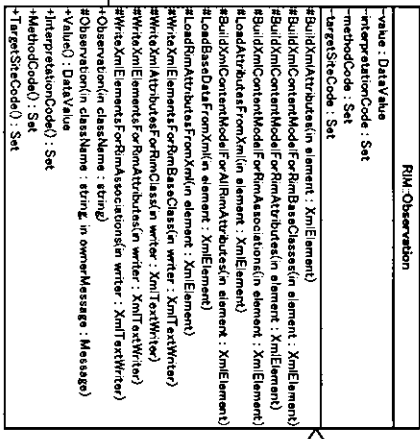 RIM::Observation
-value : DataValue
-interpretationCode : Set
-methodCode : Set
-targetSiteCode : Set
#BuildXmlAttributes(in element : XmlElement)
#BuildXmlContentModelForRimBaseClasses(in element : XmlElement)
#BuildXmlContentModelForRimAttributes(in element : XmlElement)
#BuildXmlContentModelForRimAssociations(in element : XmlElement)
#LoadAttributesFromXml(in element : XmlElement)
#BuildXmlContentModelForAllRimAttributes(in element : XmlElement)
#LoadBaseDataFromXml(in element : XmlElement)
#LoadRimAttributesFromXml(in element : XmlElement)
#WriteXmlElementsForRimBaseClass(in writer : XmlTextWriter)
#WriteXmlAttributesForRimClass(in writer : XmlTextWriter)
#WriteXmlElementsForRimAttributes(in writer : XmlTextWriter)
#WriteXmlElementsForRimAssociations(in writer : XmlTextWriter)
+Observation(in className : string)
#Observation(in className : string, in ownerMessage : Message)
+Value() : DataValue
+InterpretationCode() : Set
+MethodCode() : Set
+TargetSiteCode() : Set